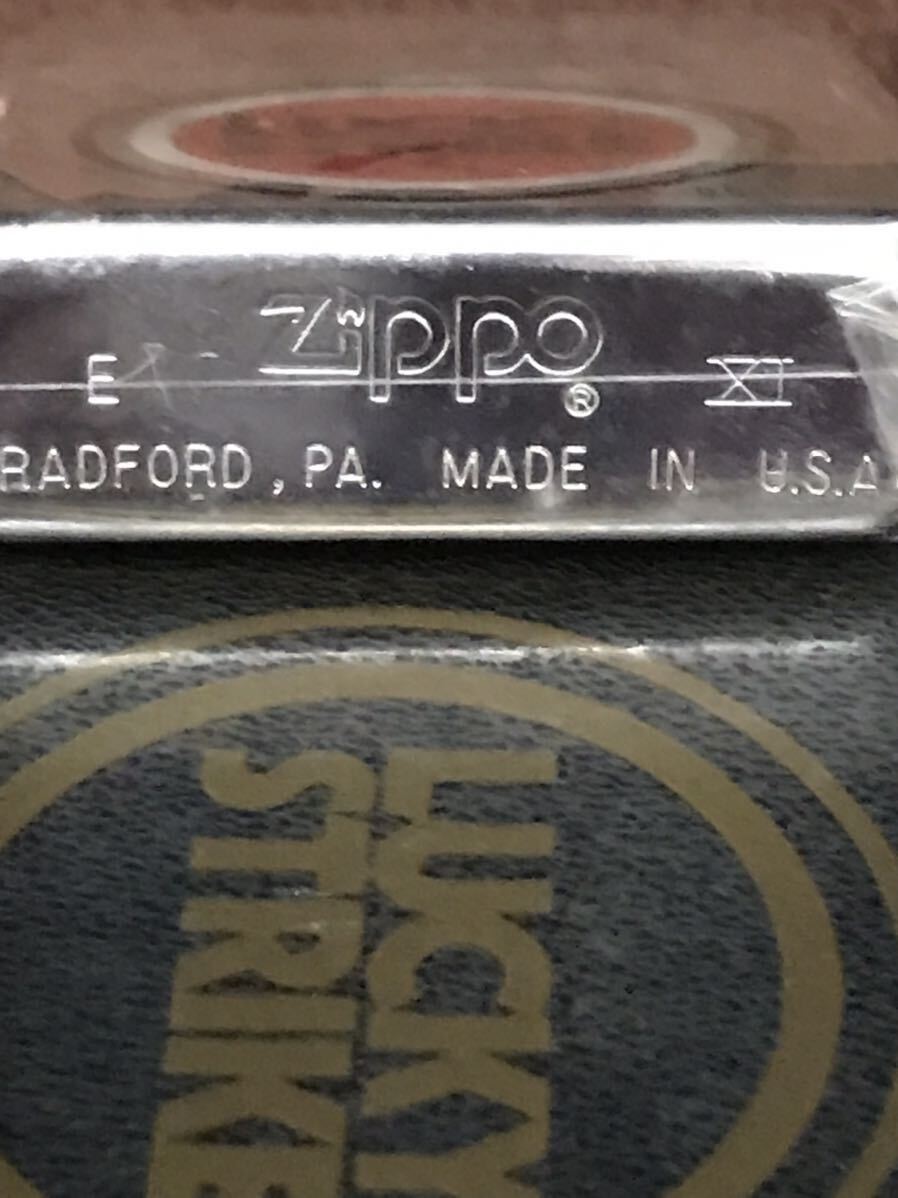 Zippo ®
E XI
RADFORD, PA. MADE IN U.S.A.
LUCKY
STRIKE